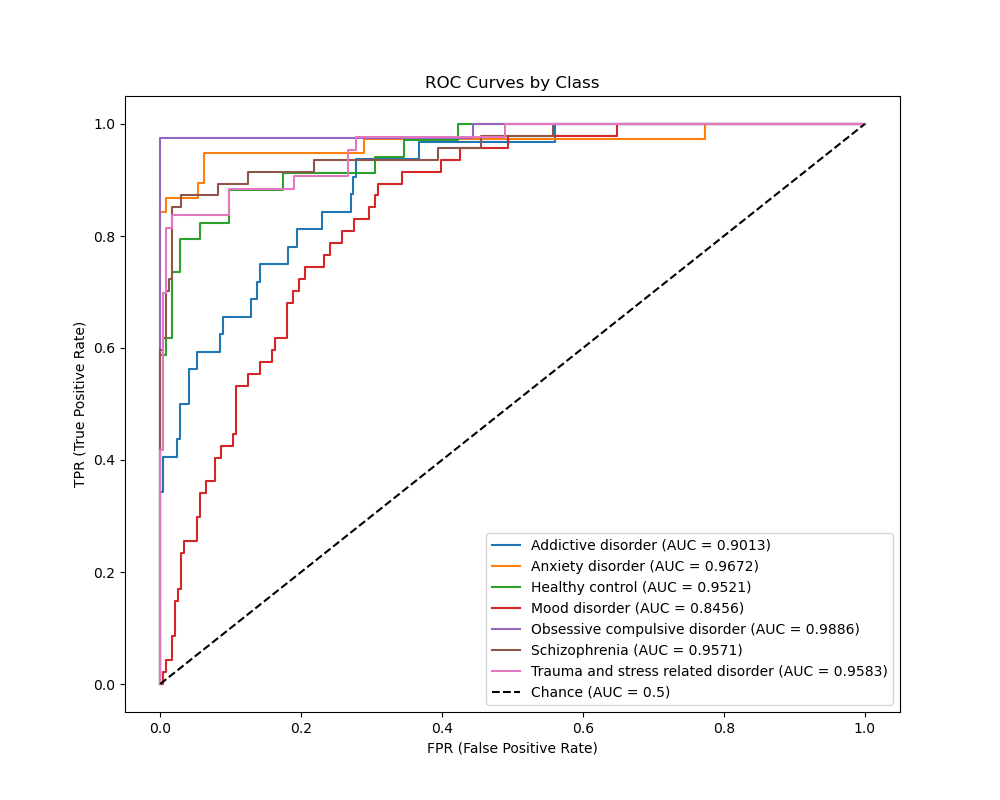 ROC Curves by Class
TPR (True Positive Rate)
1.0
0.8
0.6
0.4
0.2
0.0
0.0 0.2 0.4 0.6 0.8 1.0
FPR (False Positive Rate)
Addictive disorder (AUC = 0.9013)
Anxiety disorder (AUC = 0.9672)
Healthy control (AUC = 0.9521)
Mood disorder (AUC = 0.8456)
Obsessive compulsive disorder (AUC = 0.9886)
Schizophrenia (AUC = 0.9571)
Trauma and stress related disorder (AUC = 0.9583)
Chance (AUC = 0.5)